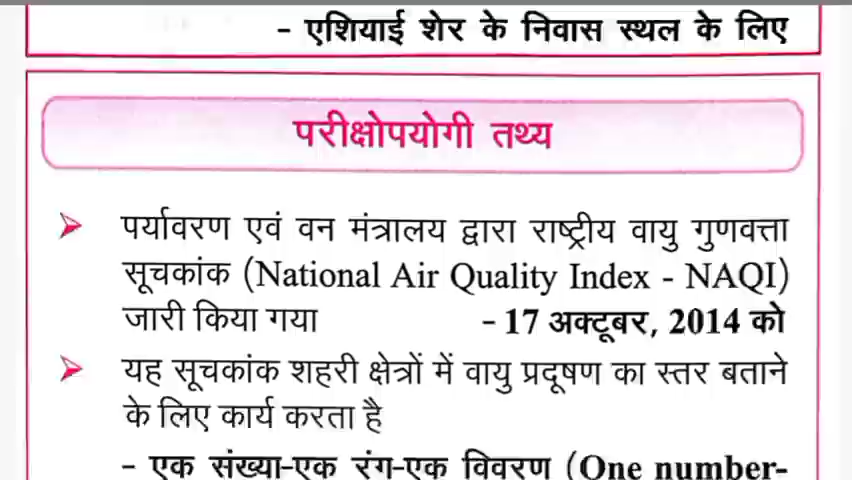 - एशियाई शेर के निवास स्थल के लिए
परीक्षोपयोगी तथ्य
➢ पर्यावरण एवं वन मंत्रालय द्वारा राष्ट्रीय वायु गुणवत्ता
सूचकांक (National Air Quality Index - NAQI)
जारी किया गया - 17 अक्टूबर, 2014 को
➢ यह सूचकांक शहरी क्षेत्रों में वायु प्रदूषण का स्तर बताने
के लिए कार्य करता है
- एक संख्या-एक रंग-एक विवरण (One number-